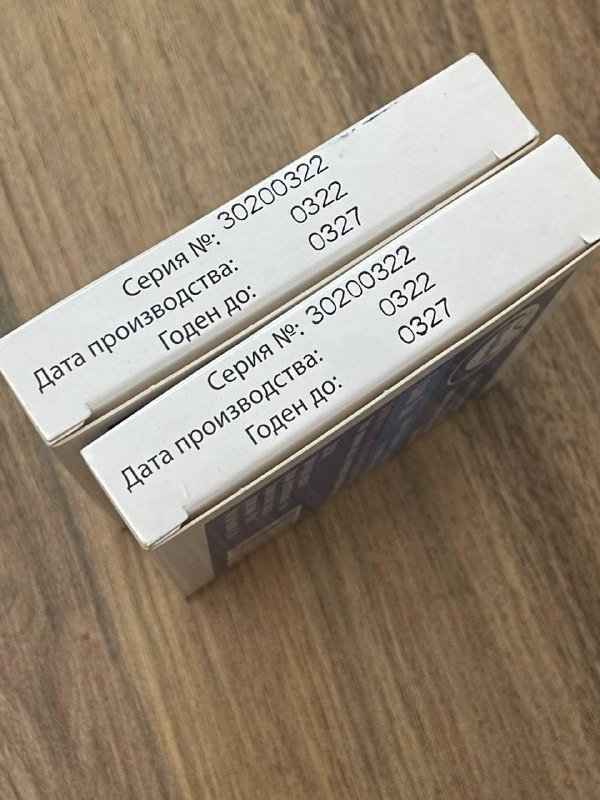 Серия №: 30200322
Дата производства: 0322
Годен до: 0327
Серия №: 30200322
Дата производства: 0322
Годен до: 0327